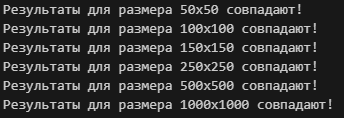 Результаты для размера 50x50 совпадают!
Результаты для размера 100x100 совпадают!
Результаты для размера 150x150 совпадают!
Результаты для размера 250x250 совпадают!
Результаты для размера 500x500 совпадают!
Результаты для размера 1000x1000 совпадают!